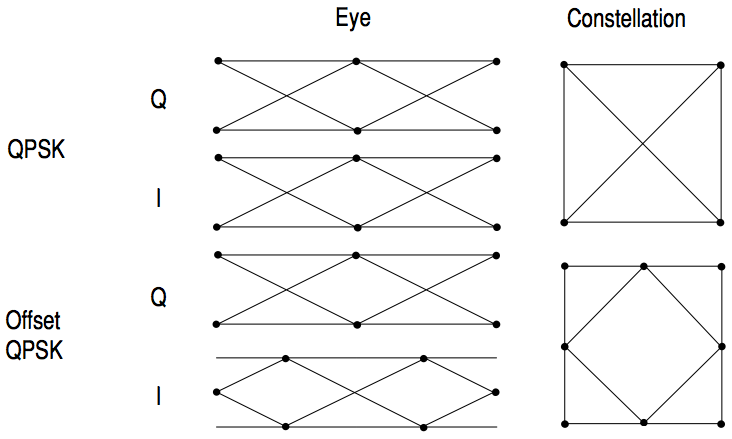 Eye
Constellation
Q
QPSK
I
Q
Offset
QPSK
I